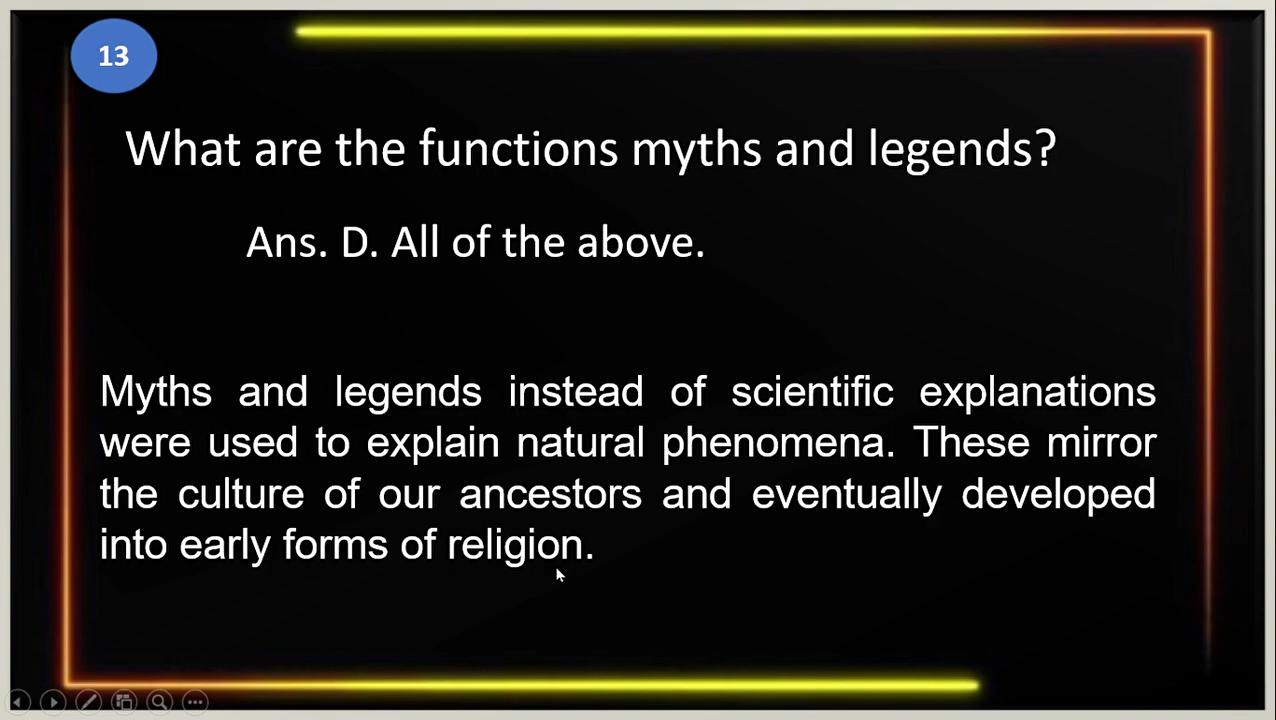 13
What are the functions myths and legends?
Ans. D. All of the above.
Myths and legends instead of scientific explanations
were used to explain natural phenomena. These mirror
the culture of our ancestors and eventually developed
into early forms of religion.